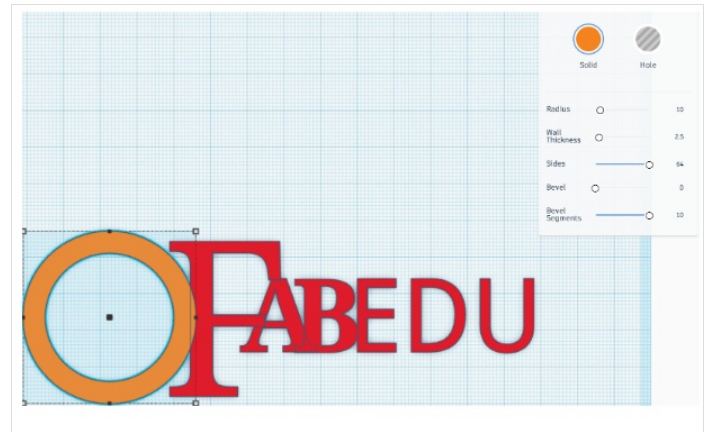 Solid Hole
Radius 10
Wall Thickness 2.5
Sides 64
Bevel 0
Bevel Segments 10
FABEDU